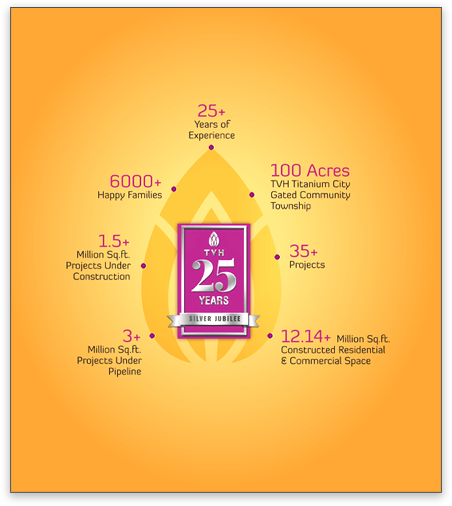 25+
Years of
Experience
6000+
Happy Families
100 Acres
TVH Titanium City
Gated Community
Township
1.5+
Million Sq.ft.
Projects Under
Construction
35+
Projects
TVH
25
YEARS
SILVER JUBILEE
3+
Million Sq.ft.
Projects Under
Pipeline
12.14+ Million Sq.ft.
Constructed Residential
& Commercial Space